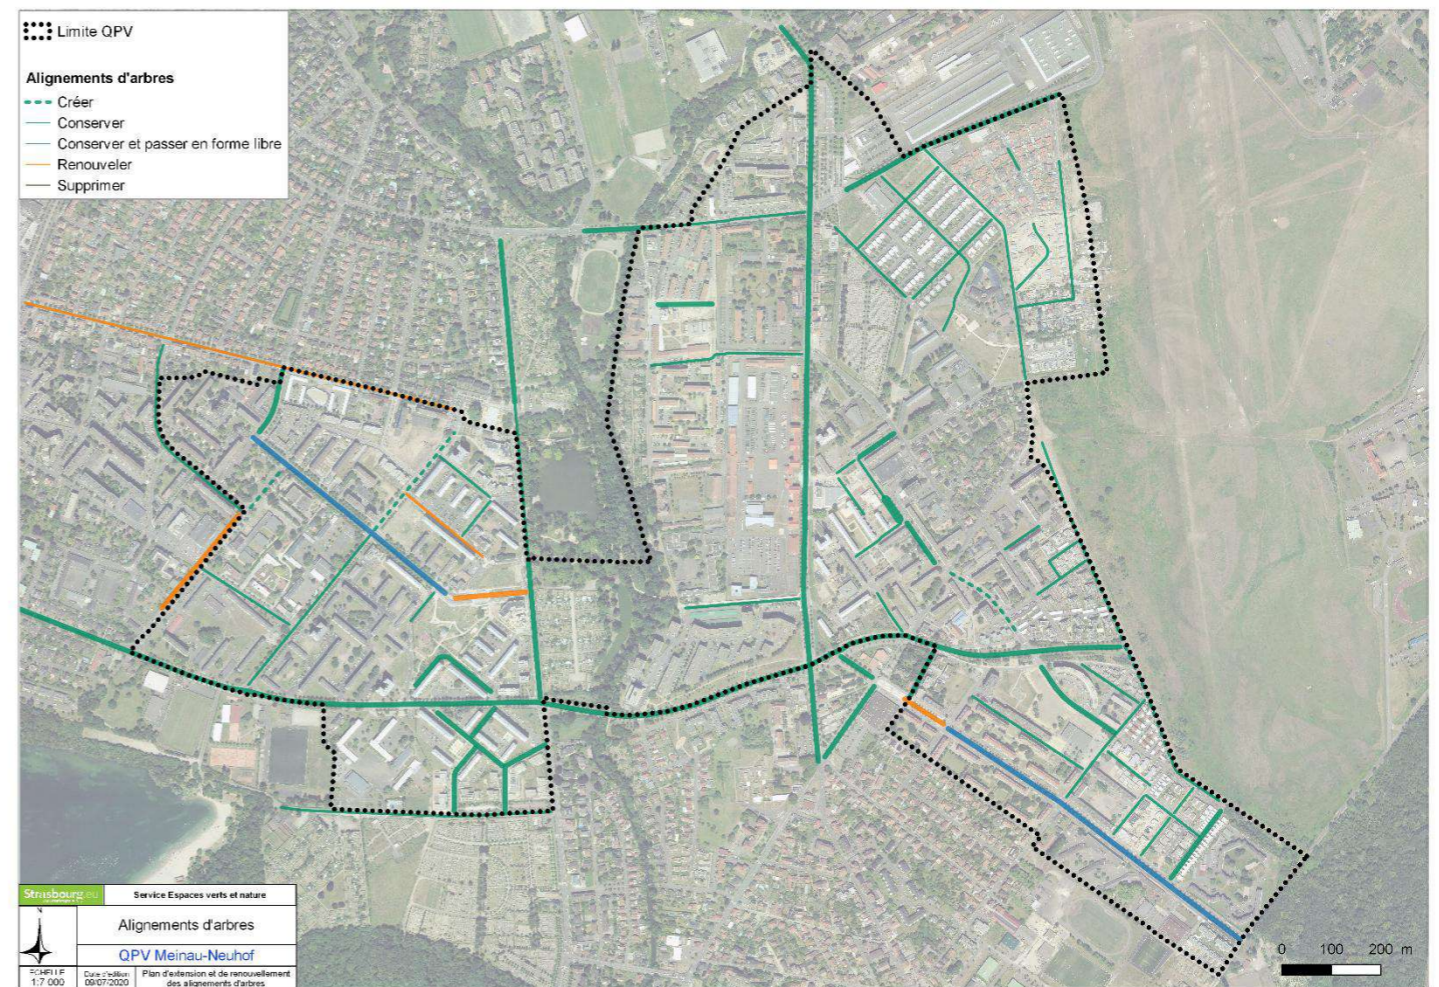 Limite QPV
Alignements d'arbres
Créer
Conserver
Conserver et passer en forme libre
Renouveler
Supprimer
Strasbourg.eu
Service Espaces verts et nature
N
Alignements d'arbres
QPV Meinau-Neuhof
ECHELLE
1:7 000
Date d'édition
09/07/2020
Plan d'extension et de renouvellement
des alignements d'arbres
0 100 200 m